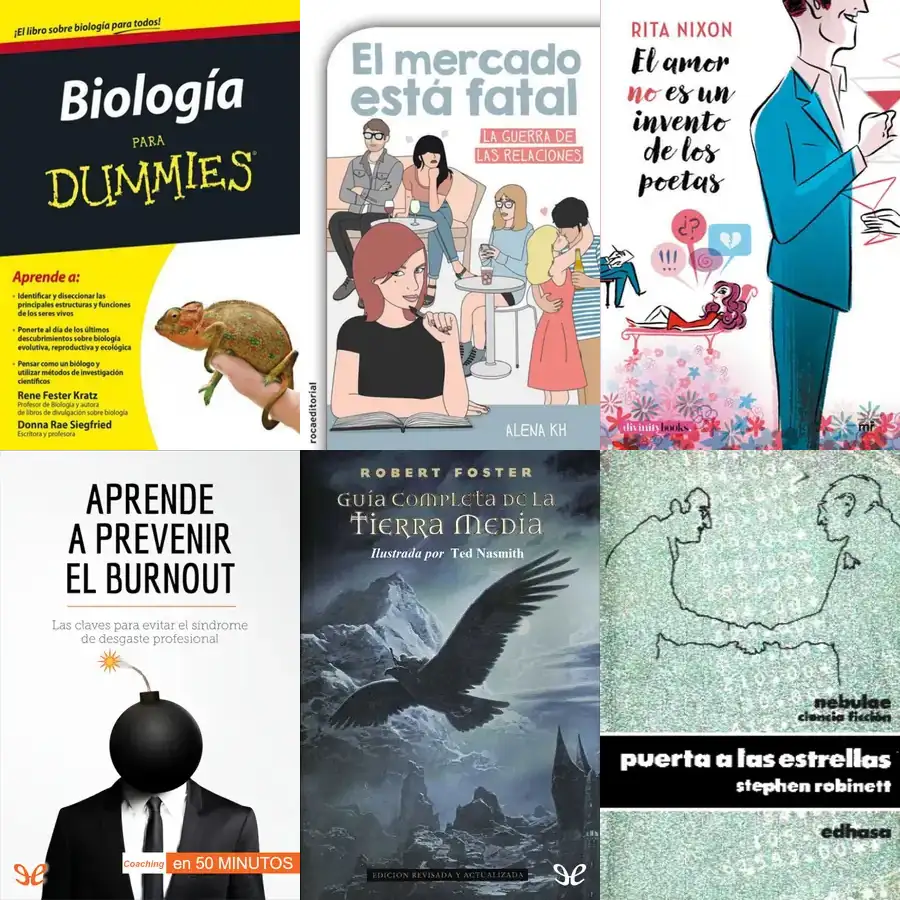 ¡El libro sobre biología para todos!
Biología
PARA
DUMMIES®
Aprende a:
• Identificar y diseccionar las
principales estructuras y funciones
de los seres vivos
• Ponerte al día de los últimos
descubrimientos sobre biología
evolutiva, reproductiva y ecológica
• Pensar como un biólogo y
utilizar métodos de investigación
científicos
Rene Fester Kratz
Profesor de Biología y autora
de libros de divulgación sobre biología
Donna Rae Siegfried
Escritora y profesora
El mercado
está fatal
LA GUERRA DE
LAS RELACIONES
rocaeditorial
ALENA KH
RITA NIXON
El amor
no es un
invento
de los
poetas
¿?
!!!
divinitybooks
mr
APRENDE
A PREVENIR
EL BURNOUT
Las claves para evitar el síndrome
de desgaste profesional
Coaching en 50 MINUTOS
ROBERT FOSTER
GUÍA COMPLETA DE LA
TIERRA MEDIA
Ilustrada por Ted Nasmith
EDICIÓN REVISADA Y ACTUALIZADA
nebulae
ciencia ficción
puerta a las estrellas
stephen robinett
edhasa